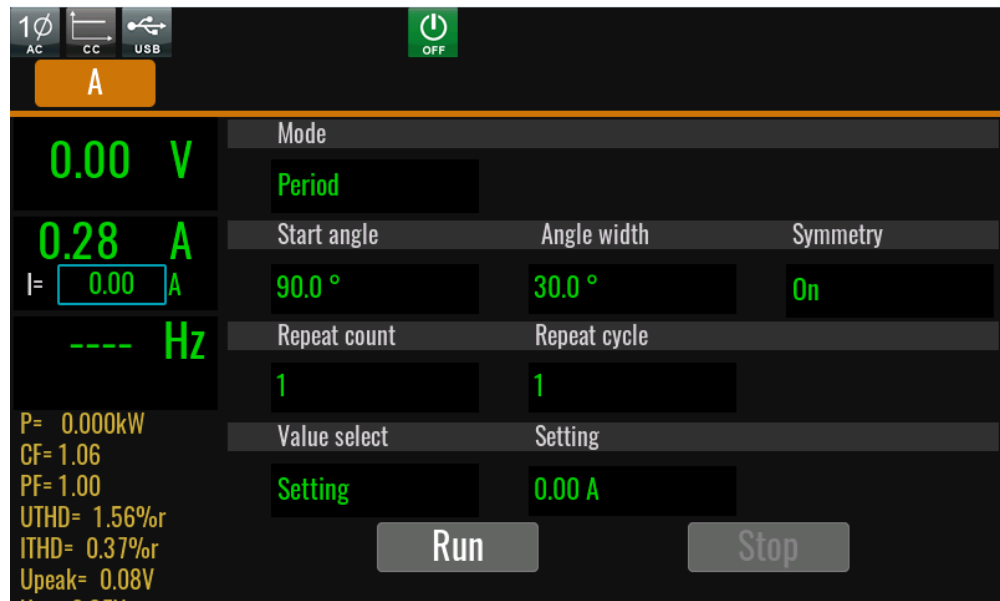 1Ø AC CC USB OFF
A
0.00 V
0.28 A
I= 0.00 A
---- Hz
P= 0.000kW
CF= 1.06
PF= 1.00
UTHD= 1.56%r
ITHD= 0.37%r
Upeak= 0.08V
Mode
Period
Start angle Angle width Symmetry
90.0 ° 30.0 ° On
Repeat count Repeat cycle
1 1
Value select Setting
Setting 0.00 A
Run Stop